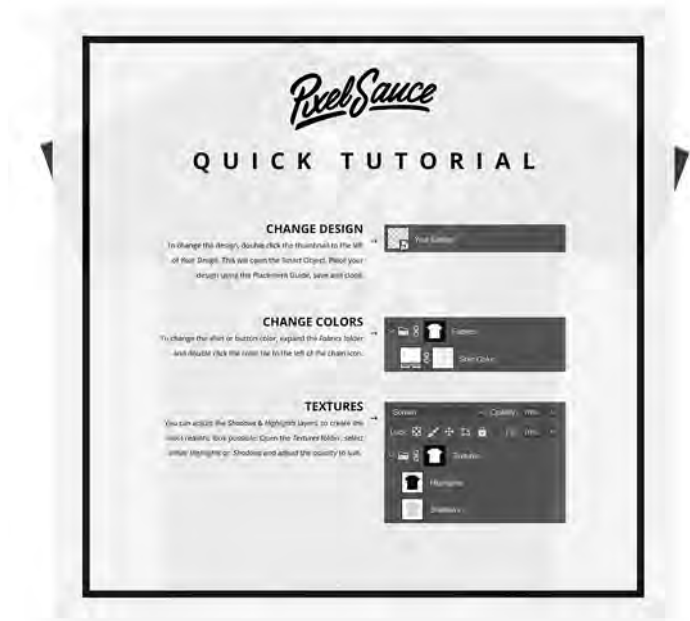 PixelSauce
QUICK TUTORIAL
CHANGE DESIGN
To change the design, double click the thumbnail to the left
of Your Design. This will open the Smart Object. Place your
design using the Placement Guide, save and close.
Your Design
CHANGE COLORS
To change the shirt or button color, expand the Fabrics folder
and double click the color tile to the left of the chain icon.
Fabrics
Shirt Color
TEXTURES
You can adjust the Shadows & Highlights layers, to create the
most realistic look possible. Open the Textures folder, select
either Highlights or Shadows and adjust the opacity to suit.
Screen Opacity:
Lock:
Textures
Highlights
Shadows